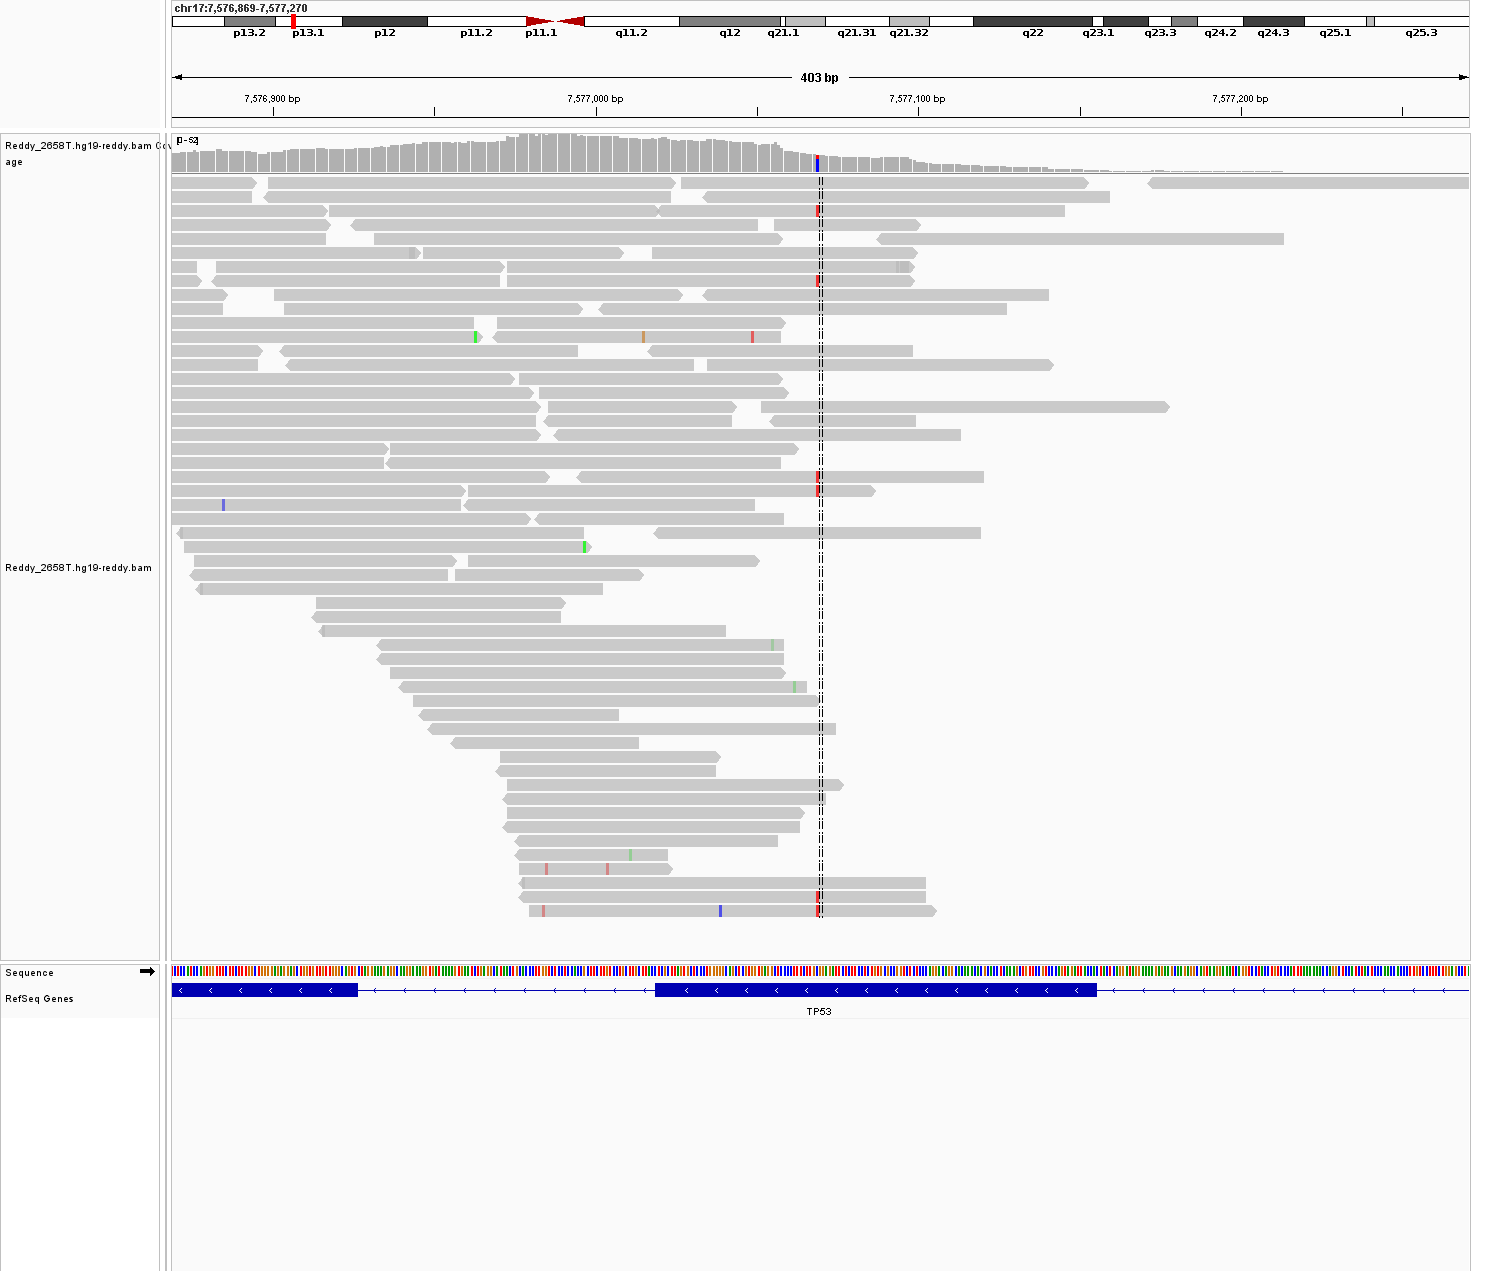 chr17:7,576,869-7,577,270
p13.2 p13.1 p12 p11.2 p11.1 q11.2 q12 q21.1 q21.31 q21.32 q22 q23.1 q23.3 q24.2 q24.3 q25.1 q25.3
403 bp
7,576,900 bp 7,577,000 bp 7,577,100 bp 7,577,200 bp
[0-52]
Reddy_2658T.hg19-reddy.bam Cov
age
Reddy_2658T.hg19-reddy.bam
Sequence
RefSeq Genes
TP53